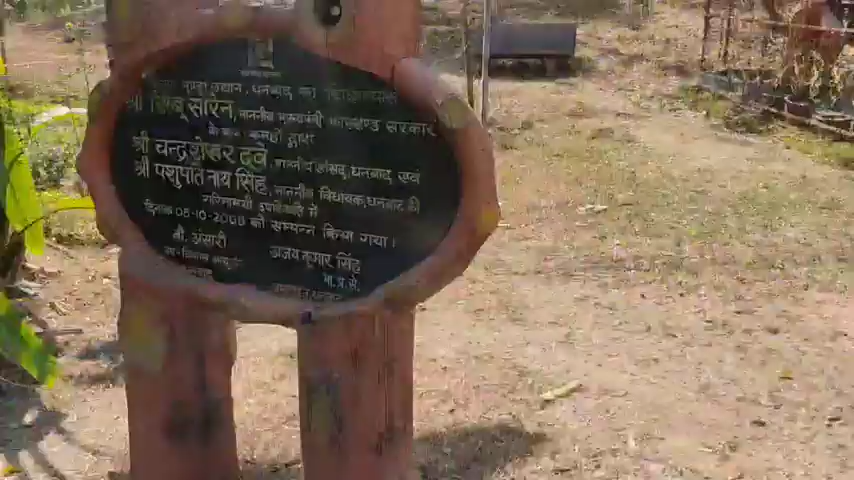 उद्यान, धनबाद का
श्री शिबू सोरेन, माननीय मुख्यमंत्री झारखण्ड सरकार
के कर कमलों द्वारा
श्री चन्द्रशेखर दुबे माननीय सांसद, धनबाद एवं
श्री पशुपति नाथ सिंह, माननीय विधायक, धनबाद की
गरिमामयी उपस्थिति में
दिनांक 08-10-2008 को सम्पन्न किया गया।
अंसारी
अजय कुमार सिंह
भा.प्र.से.